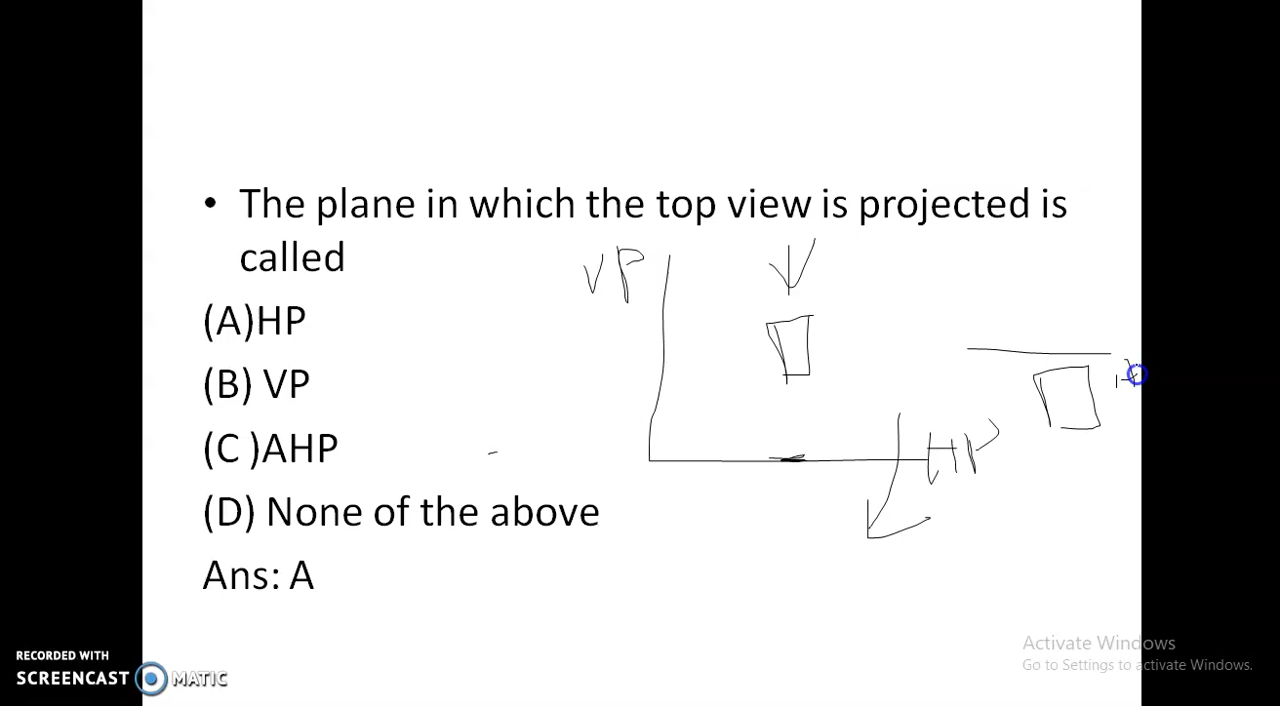 • The plane in which the top view is projected is
called
VP
(A)HP
(B) VP
(C )AHP
HP
(D) None of the above
Ans: A
Activate Windows
Go to Settings to activate Windows.
RECORDED WITH
SCREENCAST MATIC